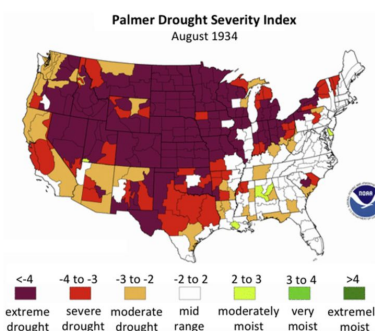 Palmer Drought Severity Index
August 1934
NOAA
<-4 -4 to -3 -3 to -2 -2 to 2 2 to 3 3 to 4 >4
extreme severe moderate mid moderately very extremel
drought drought drought range moist moist moist